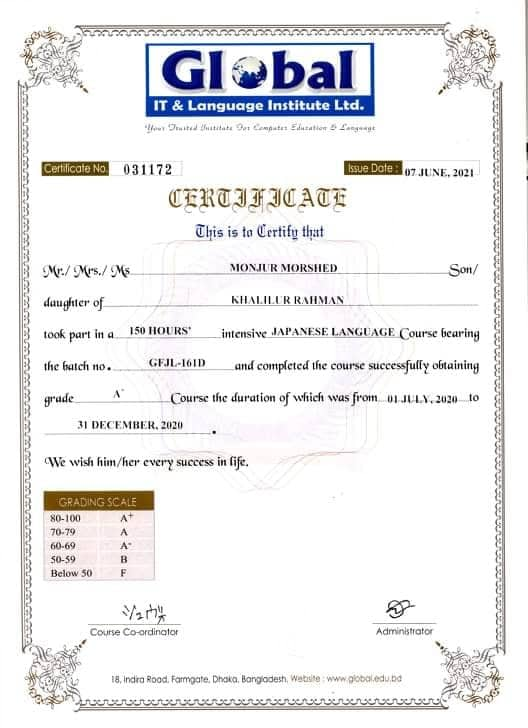 Global
IT & Language Institute Ltd.
Your Trusted Institute For Computer Education & Language
Certificate No. 031172 Issue Date : 07 JUNE, 2021
CERTIFICATE
This is to Certify that
Mr./ Mrs./ Ms MONJUR MORSHED Son/
daughter of KHALILUR RAHMAN
took part in a 150 HOURS' intensive JAPANESE LANGUAGE Course bearing
the batch no. GFJL-161D and completed the course successfully obtaining
grade A- Course the duration of which was from 01 JULY, 2020 to
31 DECEMBER, 2020 .
We wish him/her every success in life.
GRADING SCALE
80-100 A+
70-79 A
60-69 A-
50-59 B
Below 50 F
Course Co-ordinator Administrator
18, Indira Road, Farmgate, Dhaka, Bangladesh. Website : www.global.edu.bd